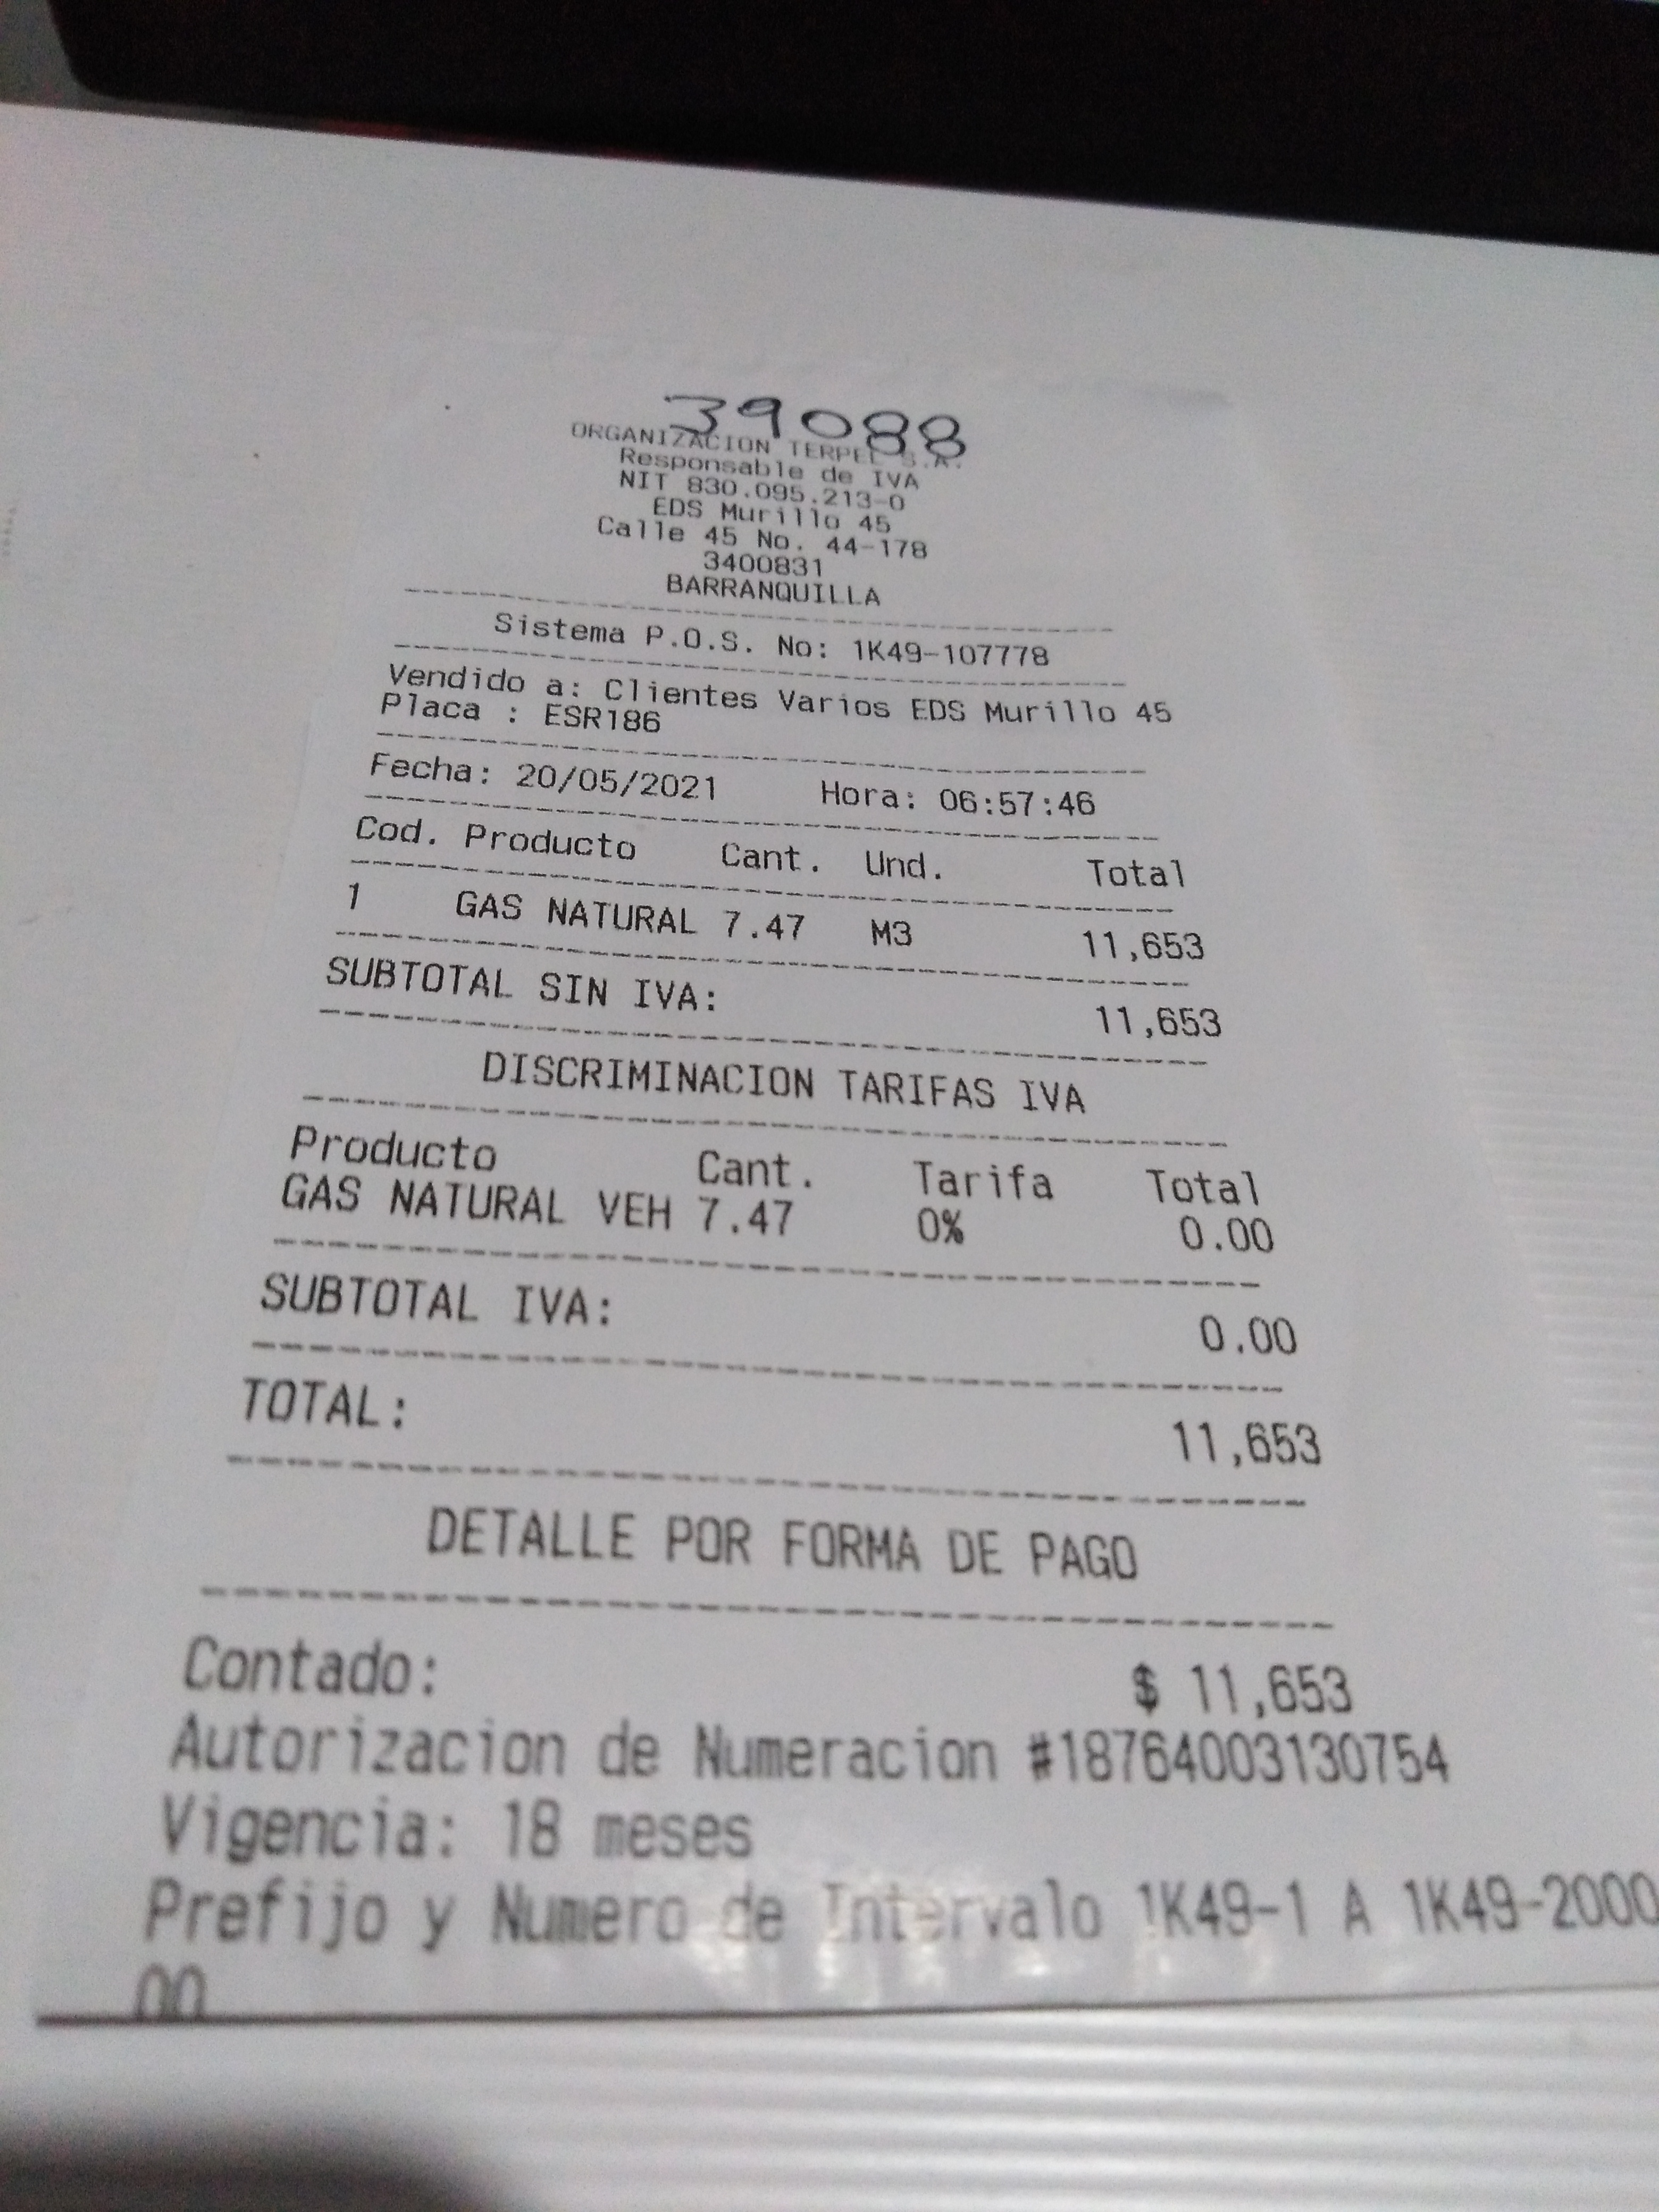 39088
ORGANIZACION TERPEL S.A.
Responsable de IVA
NIT 830.095.213-0
EDS Murillo 45
Calle 45 No. 44-178
3400831
BARRANQUILLA
Sistema P.O.S. No: 1K49-107778
Vendido a: Clientes Varios EDS Murillo 45
Placa : ESR186
Fecha: 20/05/2021 Hora: 06:57:46
Cod. Producto Cant. Und. Total
1 GAS NATURAL 7.47 M3 11,653
SUBTOTAL SIN IVA: 11,653
DISCRIMINACION TARIFAS IVA
Producto Cant. Tarifa Total
GAS NATURAL VEH 7.47 0% 0.00
SUBTOTAL IVA: 0.00
TOTAL: 11,653
DETALLE POR FORMA DE PAGO
Contado: $ 11,653
Autorizacion de Numeracion #18764003130754
Vigencia: 18 meses
Prefijo y Numero de Intervalo 1K49-1 A 1K49-2000
00